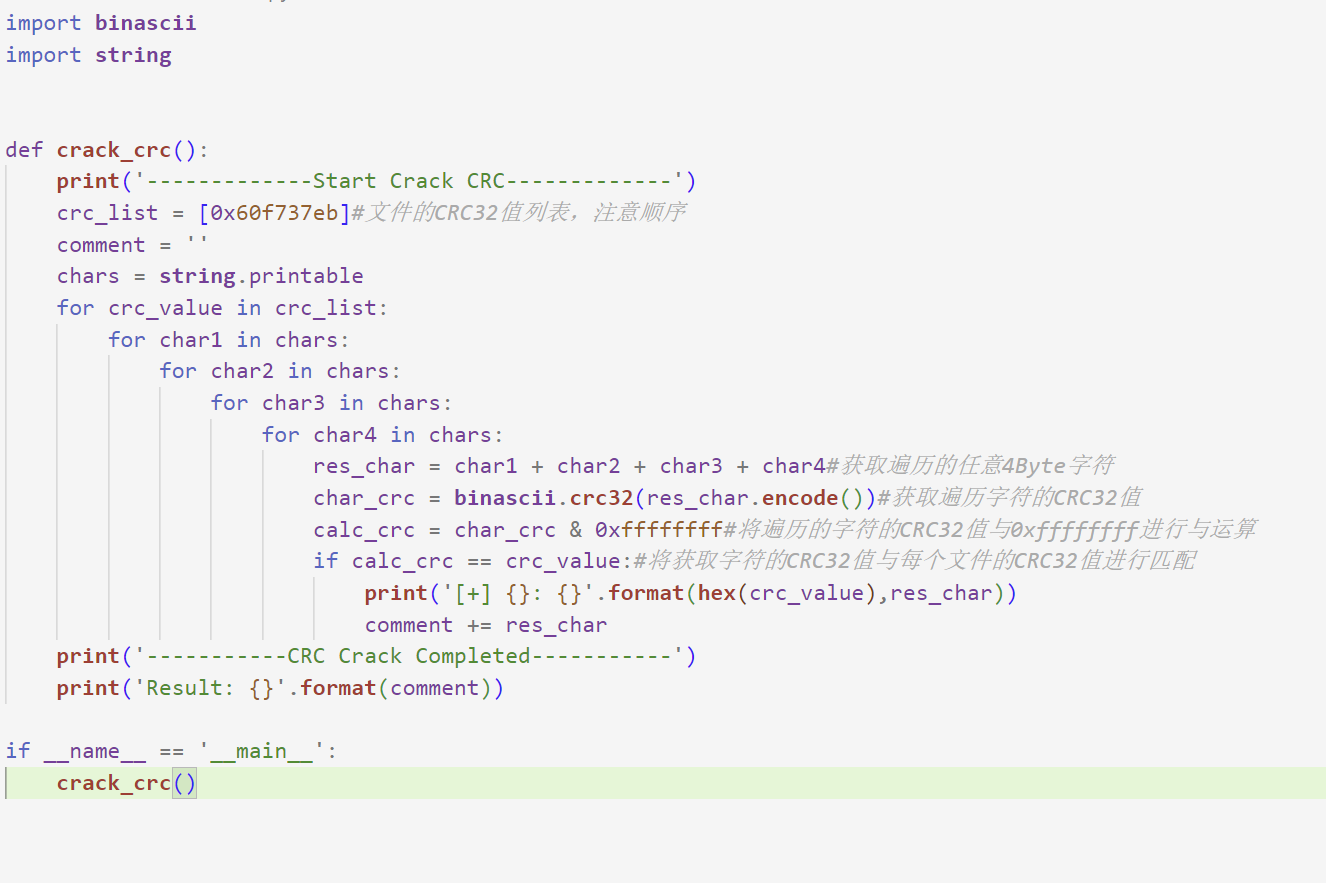 import binascii
import string
def crack_crc():
    print('-------------Start Crack CRC-------------')
    crc_list = [0x60f737eb]#文件的CRC32值列表，注意顺序
    comment = ''
    chars = string.printable
    for crc_value in crc_list:
        for char1 in chars:
            for char2 in chars:
                for char3 in chars:
                    for char4 in chars:
                        res_char = char1 + char2 + char3 + char4#获取遍历的任意4Byte字符
                        char_crc = binascii.crc32(res_char.encode())#获取遍历字符的CRC32值
                        calc_crc = char_crc & 0xffffffff#将遍历的字符的CRC32值与0xffffffff进行与运算
                        if calc_crc == crc_value:#将获取字符的CRC32值与每个文件的CRC32值进行匹配
                            print('[+] {}: {}'.format(hex(crc_value),res_char))
                            comment += res_char
    print('-----------CRC Crack Completed-----------')
    print('Result: {}'.format(comment))
if __name__ == '__main__':
    crack_crc()